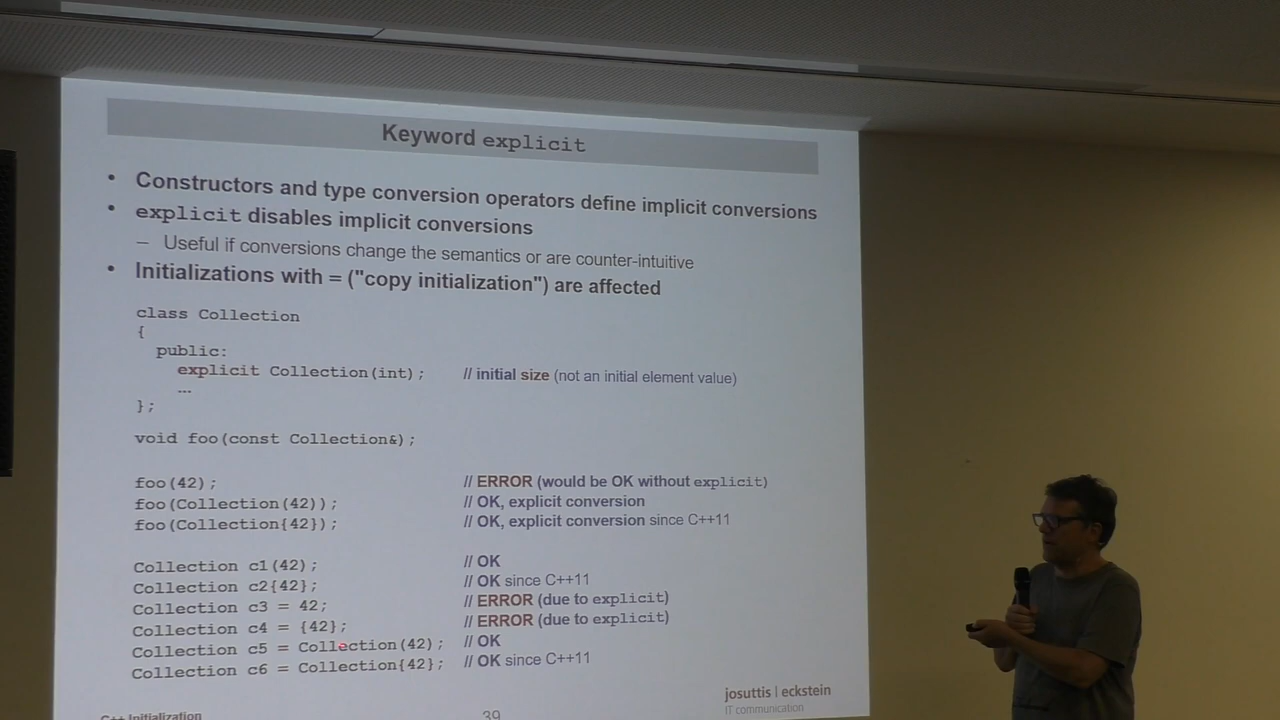 Keyword explicit
• Constructors and type conversion operators define implicit conversions
• explicit disables implicit conversions
– Useful if conversions change the semantics or are counter-intuitive
• Initializations with = ("copy initialization") are affected
class Collection
{
public:
explicit Collection(int); // initial size (not an initial element value)
...
};
void foo(const Collection&);
foo(42); // ERROR (would be OK without explicit)
foo(Collection(42)); // OK, explicit conversion
foo(Collection{42}); // OK, explicit conversion since C++11
Collection c1(42); // OK
Collection c2{42}; // OK since C++11
Collection c3 = 42; // ERROR (due to explicit)
Collection c4 = {42}; // ERROR (due to explicit)
Collection c5 = Collection(42); // OK
Collection c6 = Collection{42}; // OK since C++11
C++ Initialization
39
josuttis | eckstein
IT communication